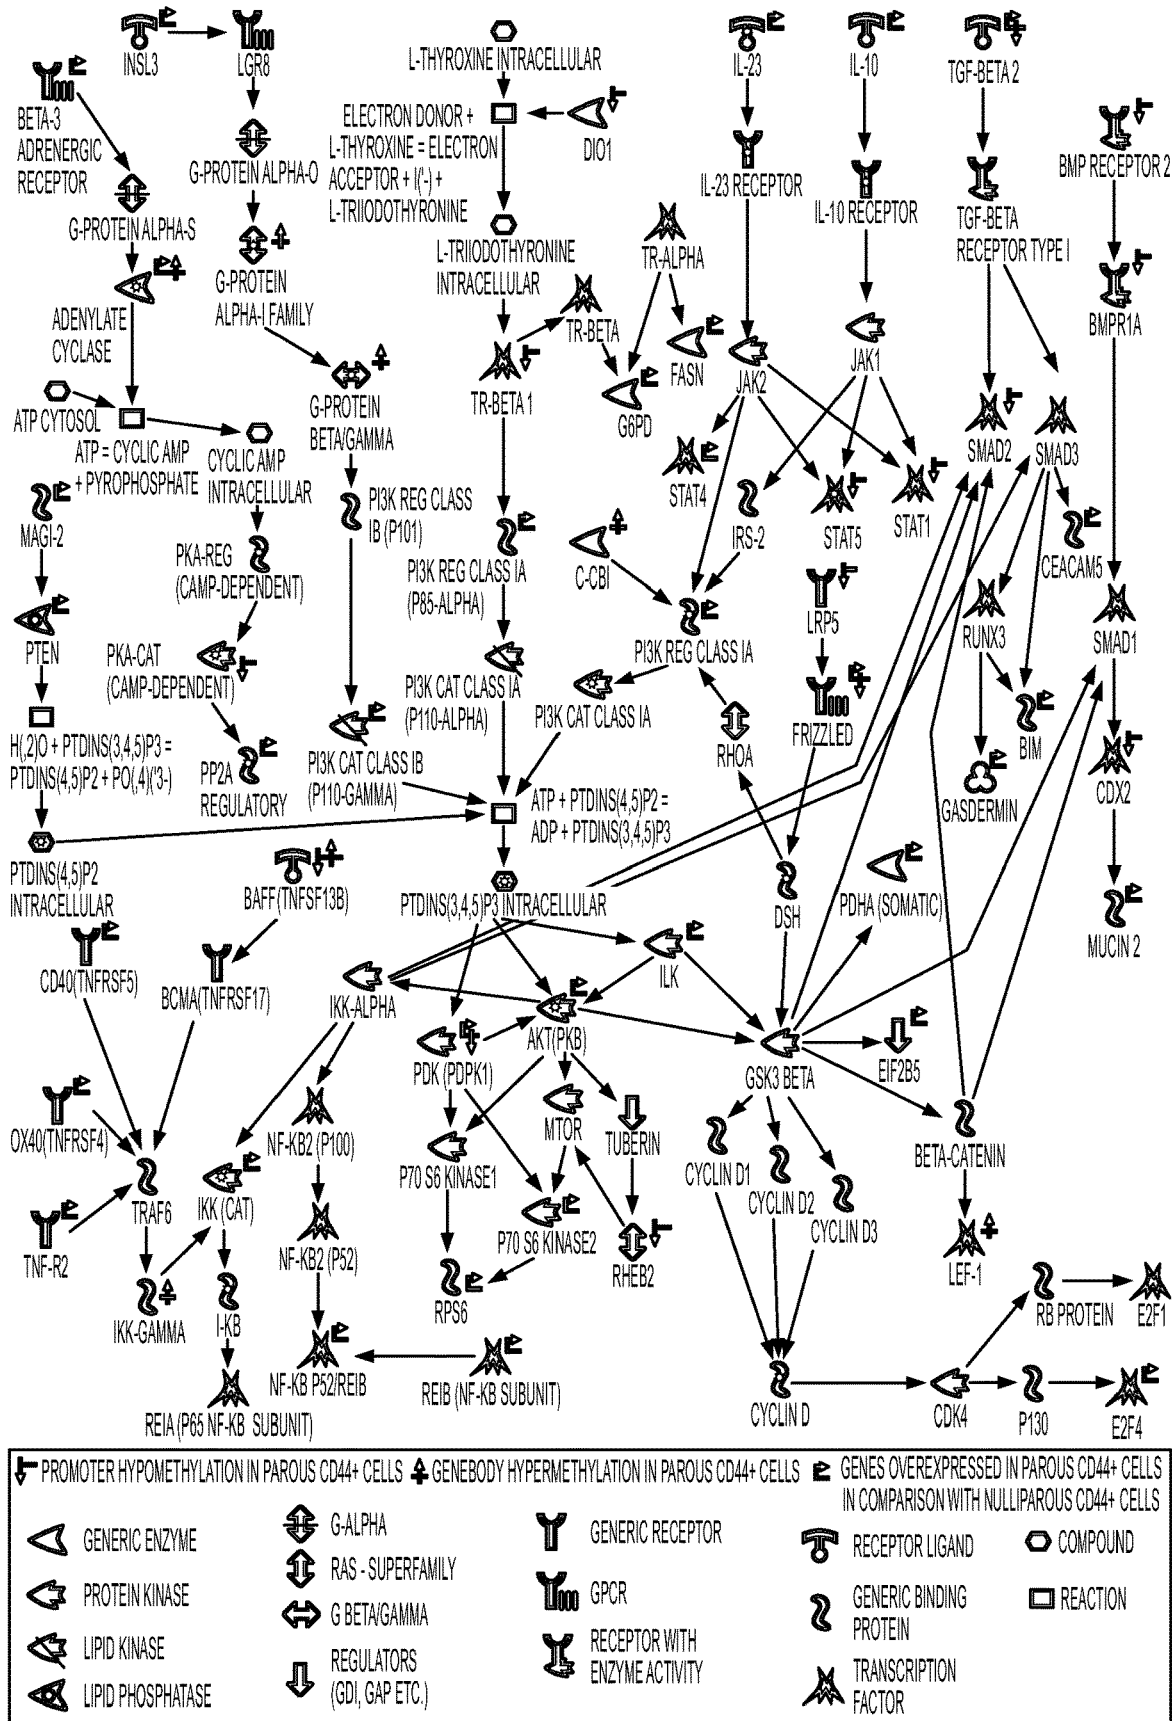 INSL3
LGR8
L-THYROXINE INTRACELLULAR
IL-23
IL-10
TGF-BETA 2
BETA-3
ADRENERGIC
RECEPTOR
G-PROTEIN ALPHA-O
ELECTRON DONOR +
L-THYROXINE = ELECTRON
ACCEPTOR + I('-) +
L-TRIIODOTHYRONINE
DIO1
IL-23 RECEPTOR
IL-10 RECEPTOR
TGF-BETA
RECEPTOR TYPE I
BMP RECEPTOR 2
G-PROTEIN ALPHA-S
G-PROTEIN
ALPHA-I FAMILY
L-TRIIODOTHYRONINE
INTRACELLULAR
TR-ALPHA
TR-BETA
BMPR1A
ADENYLATE
CYCLASE
FASN
JAK2
JAK1
ATP CYTOSOL
G-PROTEIN
BETA/GAMMA
TR-BETA 1
G6PD
SMAD2
SMAD3
ATP = CYCLIC AMP
+ PYROPHOSPHATE
CYCLIC AMP
INTRACELLULAR
STAT4
STAT5
STAT1
MAGI-2
PI3K REG CLASS
IB (P101)
IRS-2
CEACAM5
PKA-REG
(CAMP-DEPENDENT)
PI3K REG CLASS IA
(P85-ALPHA)
C-CBI
LRP5
RUNX3
SMAD1
PTEN
PKA-CAT
(CAMP-DEPENDENT)
PI3K CAT CLASS IA
(P110-ALPHA)
PI3K REG CLASS IA
PI3K CAT CLASS IA
RHOA
FRIZZLED
BIM
H(,2)O + PTDINS(3,4,5)P3 =
PTDINS(4,5)P2 + PO(,4)('3-)
PP2A
REGULATORY
PI3K CAT CLASS IB
(P110-GAMMA)
ATP + PTDINS(4,5)P2 =
ADP + PTDINS(3,4,5)P3
GASDERMIN
CDX2
PTDINS(4,5)P2
INTRACELLULAR
BAFF(TNFSF13B)
PTDINS(3,4,5)P3 INTRACELLULAR
DSH
PDHA (SOMATIC)
MUCIN 2
CD40(TNFRSF5)
BCMA(TNFRSF17)
IKK-ALPHA
ILK
AKT(PKB)
PDK (PDPK1)
GSK3 BETA
EIF2B5
OX40(TNFRSF4)
NF-KB2 (P100)
MTOR
TUBERIN
BETA-CATENIN
P70 S6 KINASE1
CYCLIN D1
CYCLIN D2
CYCLIN D3
TRAF6
IKK (CAT)
TNF-R2
NF-KB2 (P52)
P70 S6 KINASE2
RHEB2
LEF-1
IKK-GAMMA
I-KB
RPS6
RB PROTEIN
E2F1
NF-KB P52/REIB
REIB (NF-KB SUBUNIT)
REIA (P65 NF-KB SUBUNIT)
CYCLIN D
CDK4
P130
E2F4
PROMOTER HYPOMETHYLATION IN PAROUS CD44+ CELLS
GENEBODY HYPERMETHYLATION IN PAROUS CD44+ CELLS
GENES OVEREXPRESSED IN PAROUS CD44+ CELLS
IN COMPARISON WITH NULLIPAROUS CD44+ CELLS
GENERIC ENZYME
PROTEIN KINASE
LIPID KINASE
LIPID PHOSPHATASE
G-ALPHA
RAS - SUPERFAMILY
G BETA/GAMMA
REGULATORS
(GDI, GAP ETC.)
GENERIC RECEPTOR
GPCR
RECEPTOR WITH
ENZYME ACTIVITY
RECEPTOR LIGAND
GENERIC BINDING
PROTEIN
TRANSCRIPTION
FACTOR
COMPOUND
REACTION